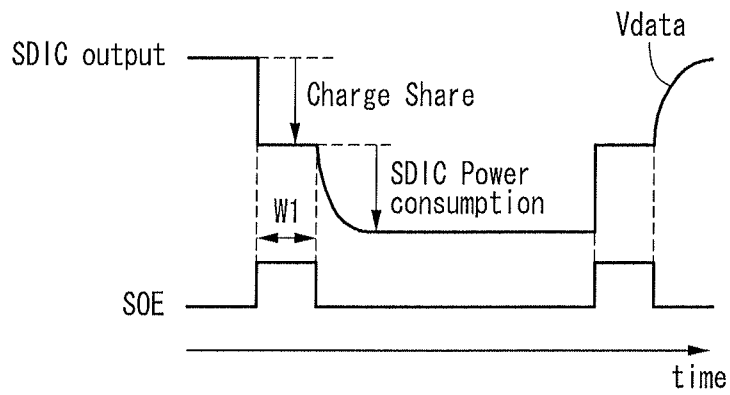 Vdata
SDIC output
Charge Share
SDIC Power
consumption
W1
SOE
time